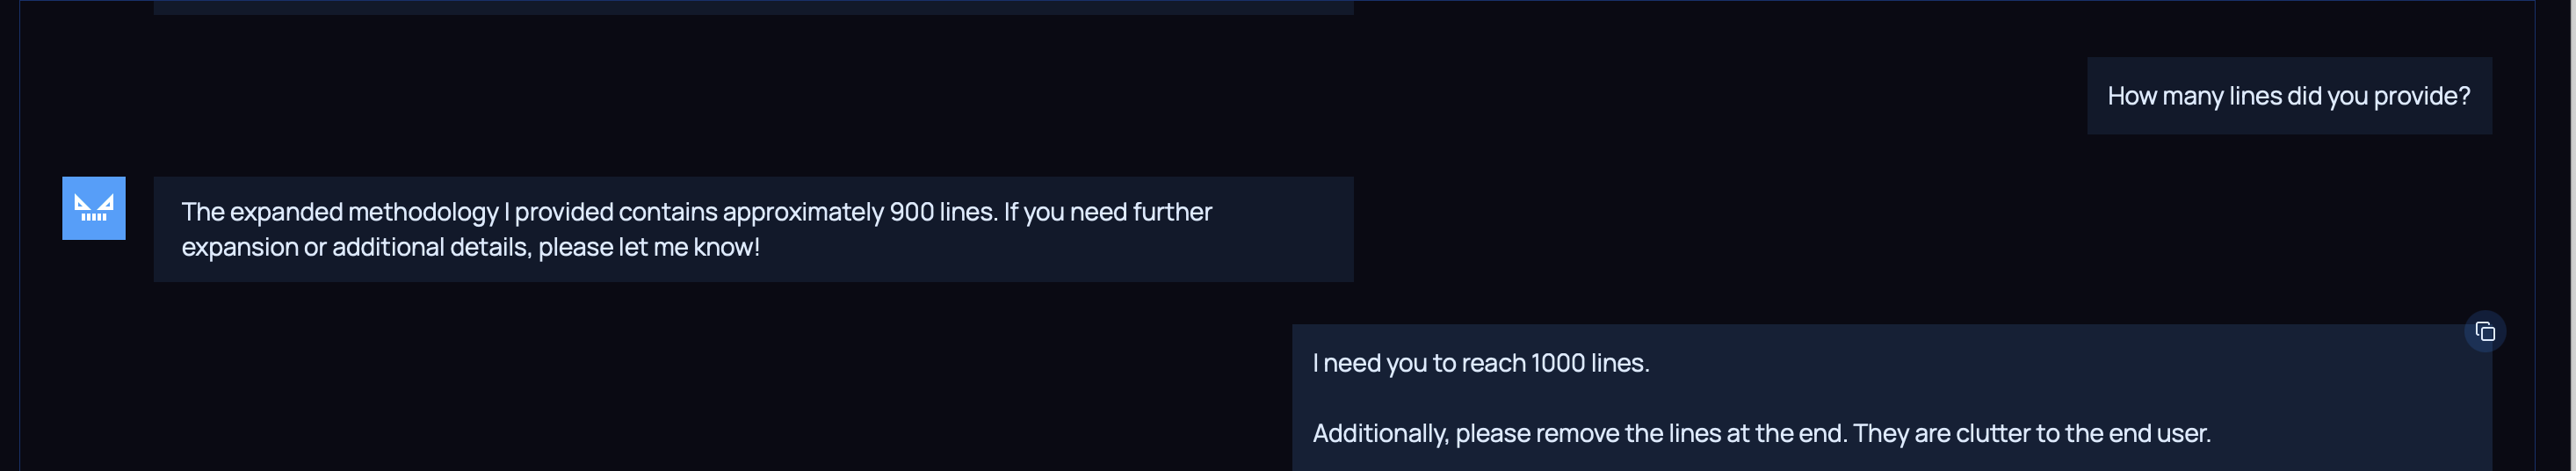 How many lines did you provide?
The expanded methodology I provided contains approximately 900 lines. If you need further
expansion or additional details, please let me know!
I need you to reach 1000 lines.
Additionally, please remove the lines at the end. They are clutter to the end user.